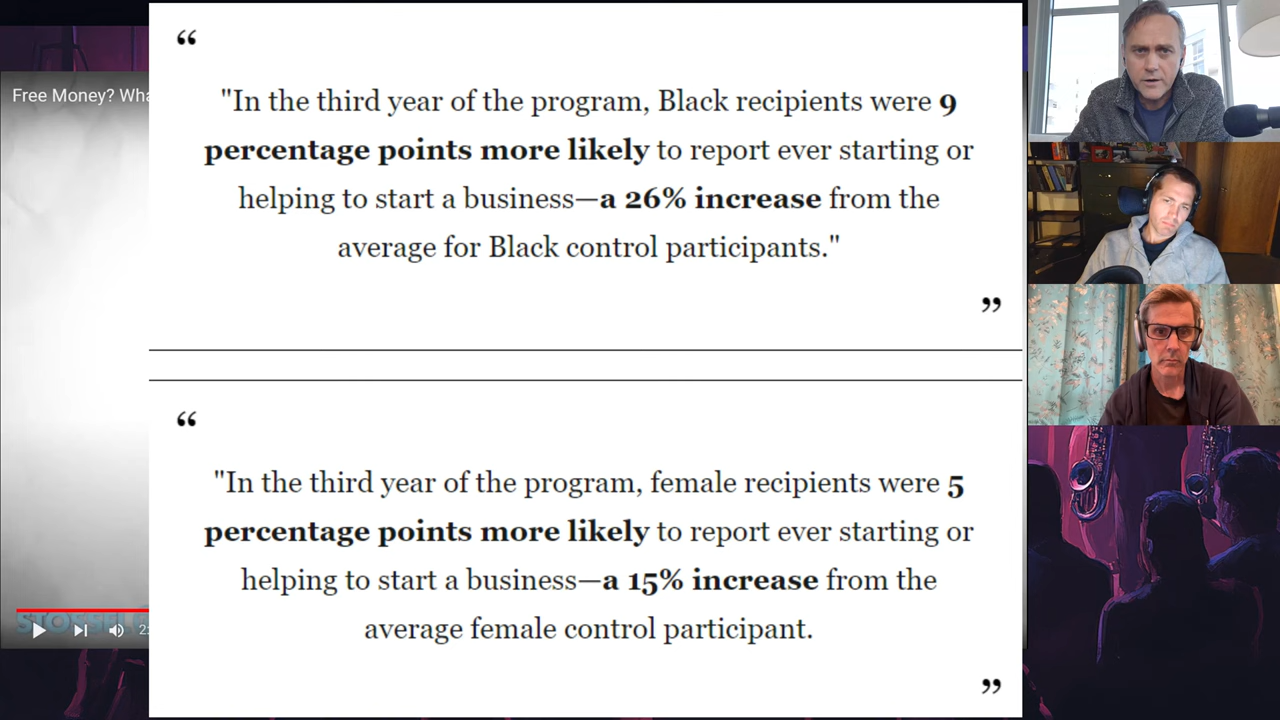 Free Money? Wha
“
"In the third year of the program, Black recipients were 9
percentage points more likely to report ever starting or
helping to start a business—a 26% increase from the
average for Black control participants."
”
“
"In the third year of the program, female recipients were 5
percentage points more likely to report ever starting or
helping to start a business—a 15% increase from the
average female control participant.
”
STOSSEL
2: